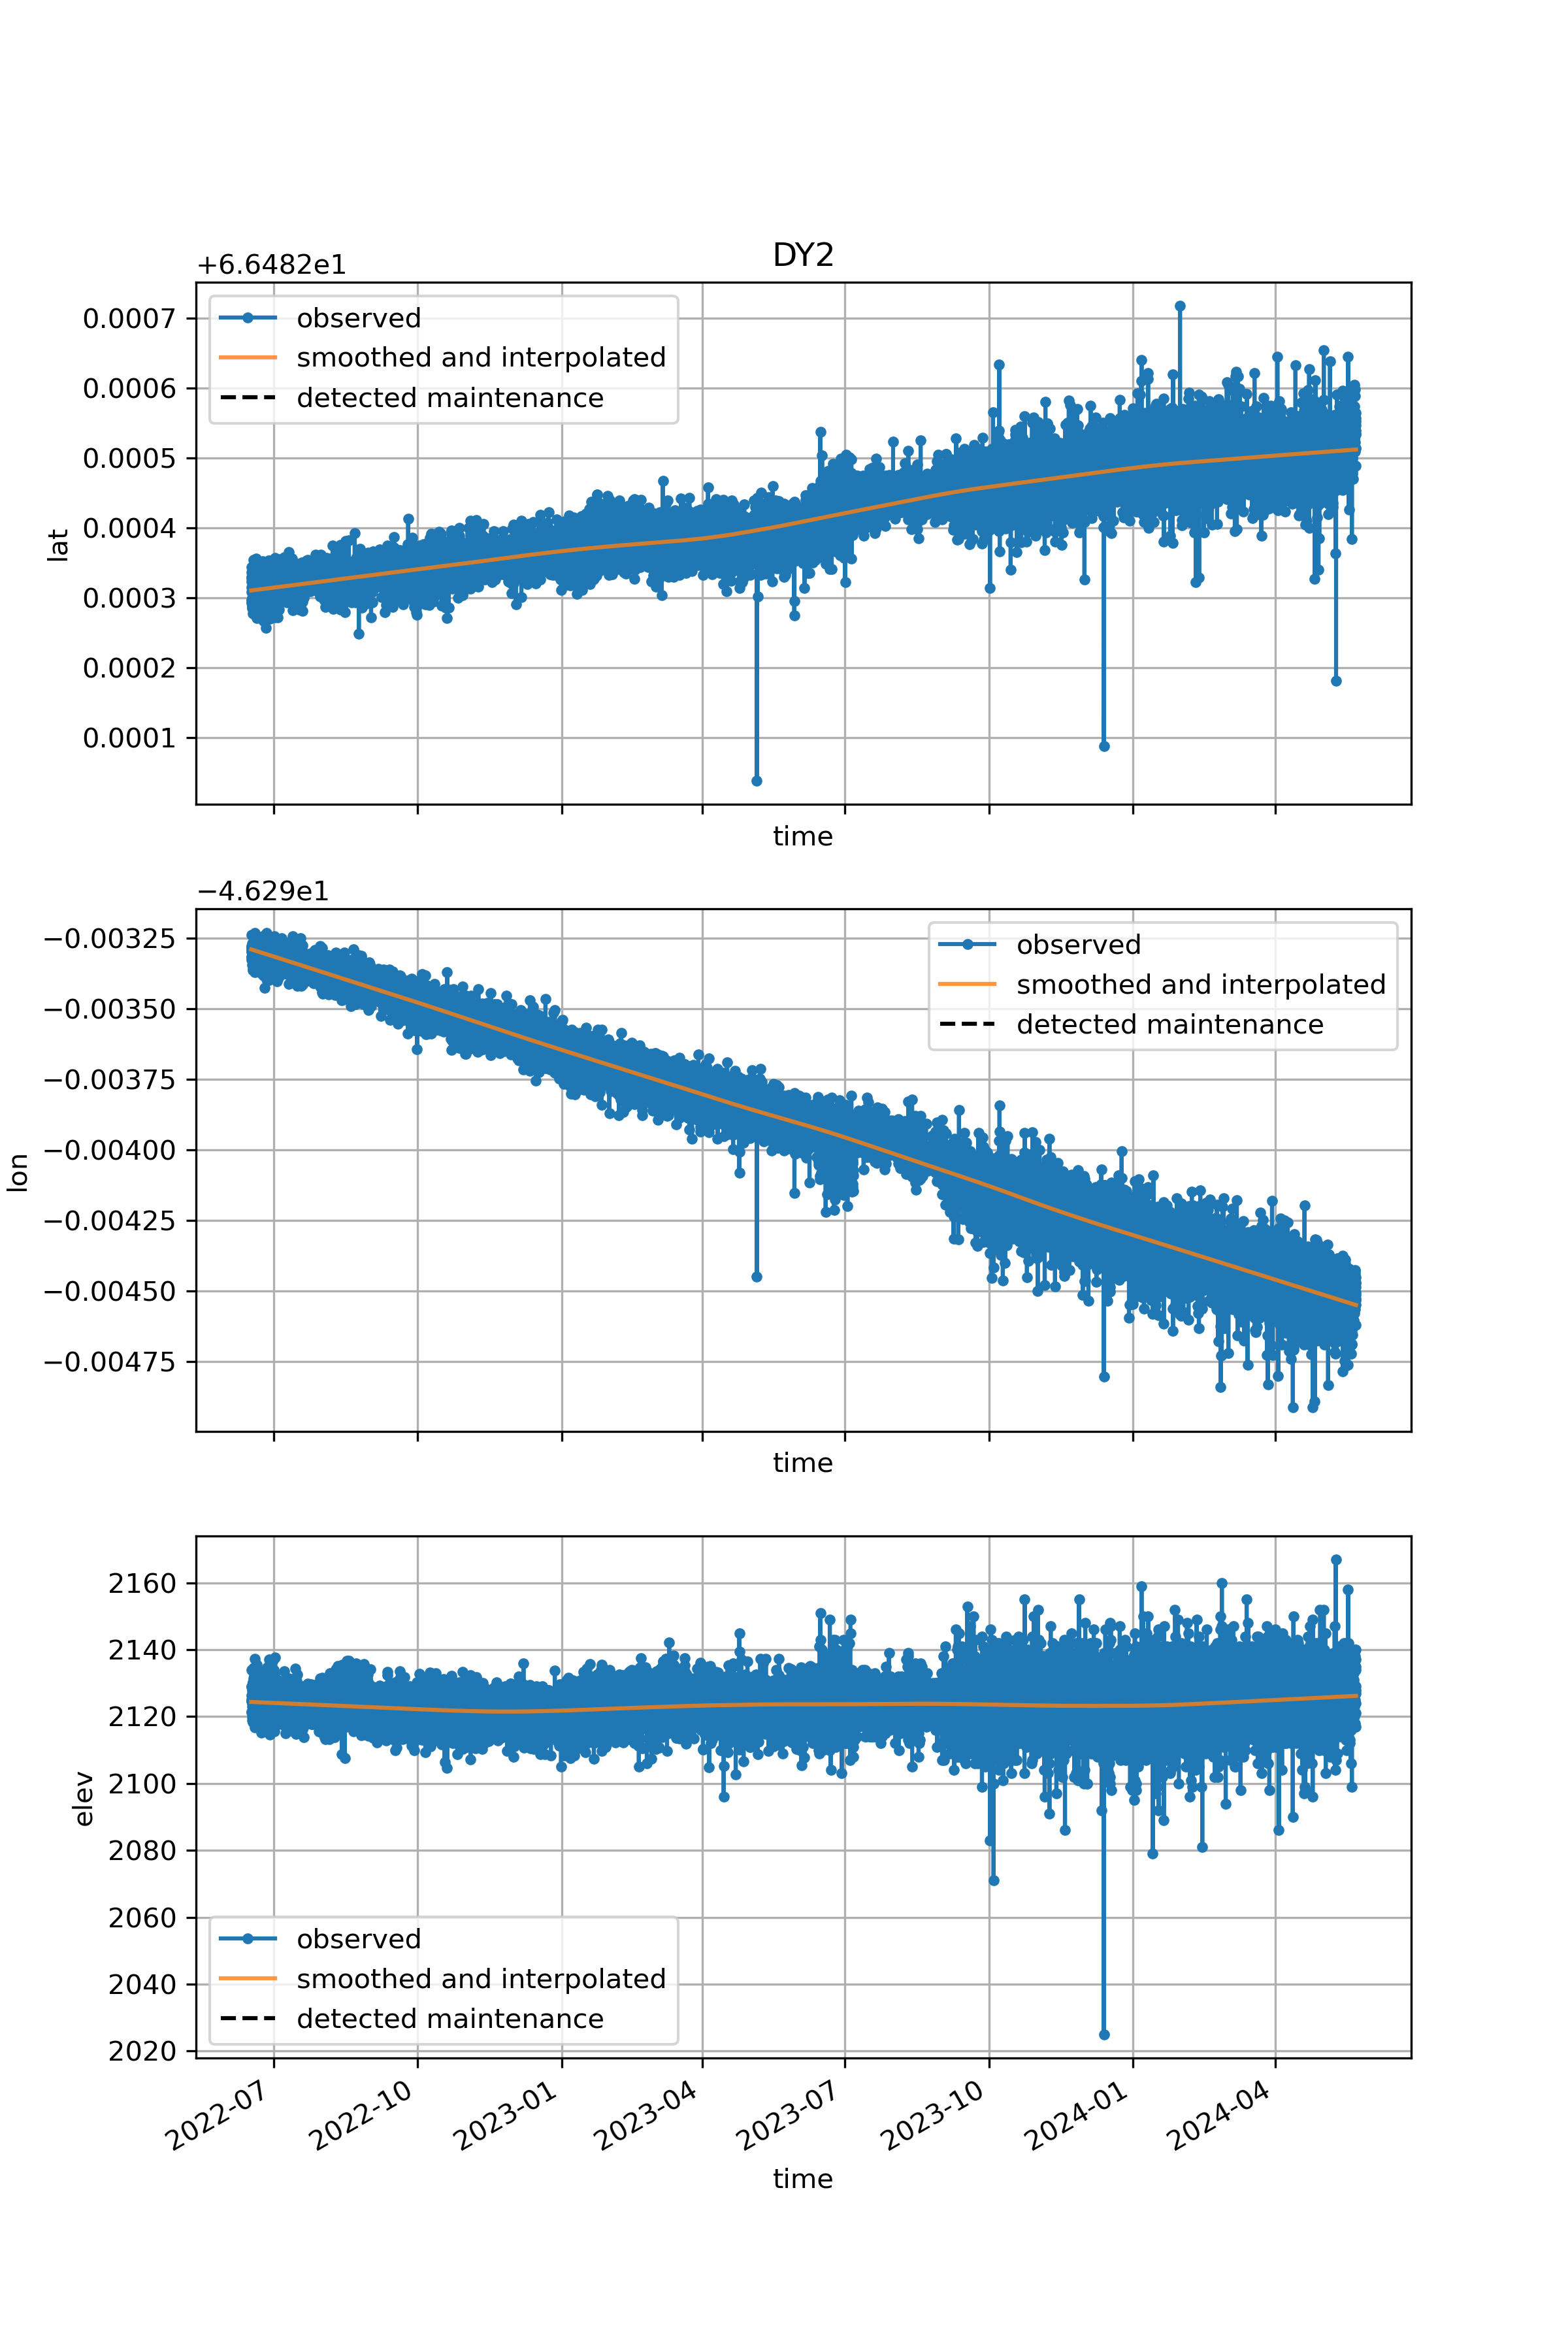 DY2
+6.6482e1
observed
smoothed and interpolated
detected maintenance
0.0007
0.0006
0.0005
0.0004
0.0003
0.0002
0.0001
lat
time
−4.629e1
observed
smoothed and interpolated
detected maintenance
−0.00325
−0.00350
−0.00375
−0.00400
−0.00425
−0.00450
−0.00475
lon
time
2160
2140
2120
2100
2080
2060
2040
2020
elev
observed
smoothed and interpolated
detected maintenance
2022-07
2022-10
2023-01
2023-04
2023-07
2023-10
2024-01
2024-04
time